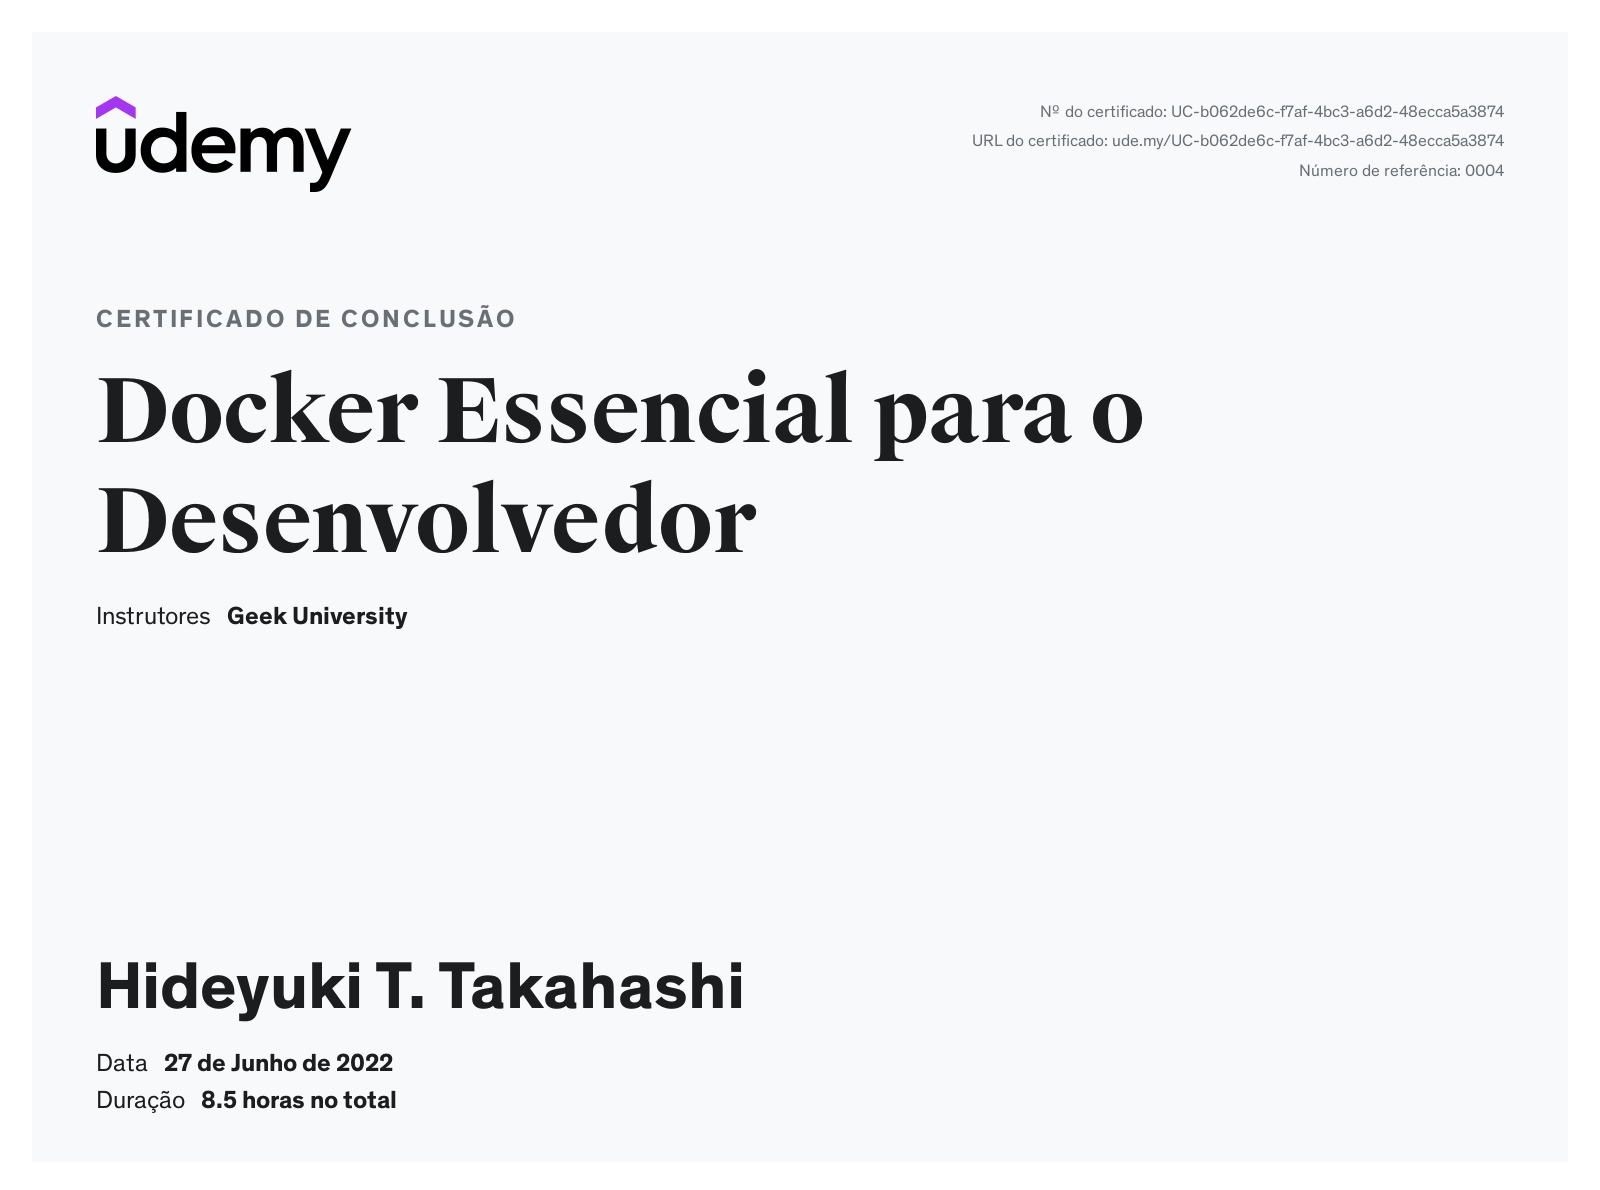 udemy
Nº do certificado: UC-b062de6c-f7af-4bc3-a6d2-48ecca5a3874
URL do certificado: ude.my/UC-b062de6c-f7af-4bc3-a6d2-48ecca5a3874
Número de referência: 0004
CERTIFICADO DE CONCLUSÃO
Docker Essencial para o
Desenvolvedor
Instrutores Geek University
Hideyuki T. Takahashi
Data 27 de Junho de 2022
Duração 8.5 horas no total